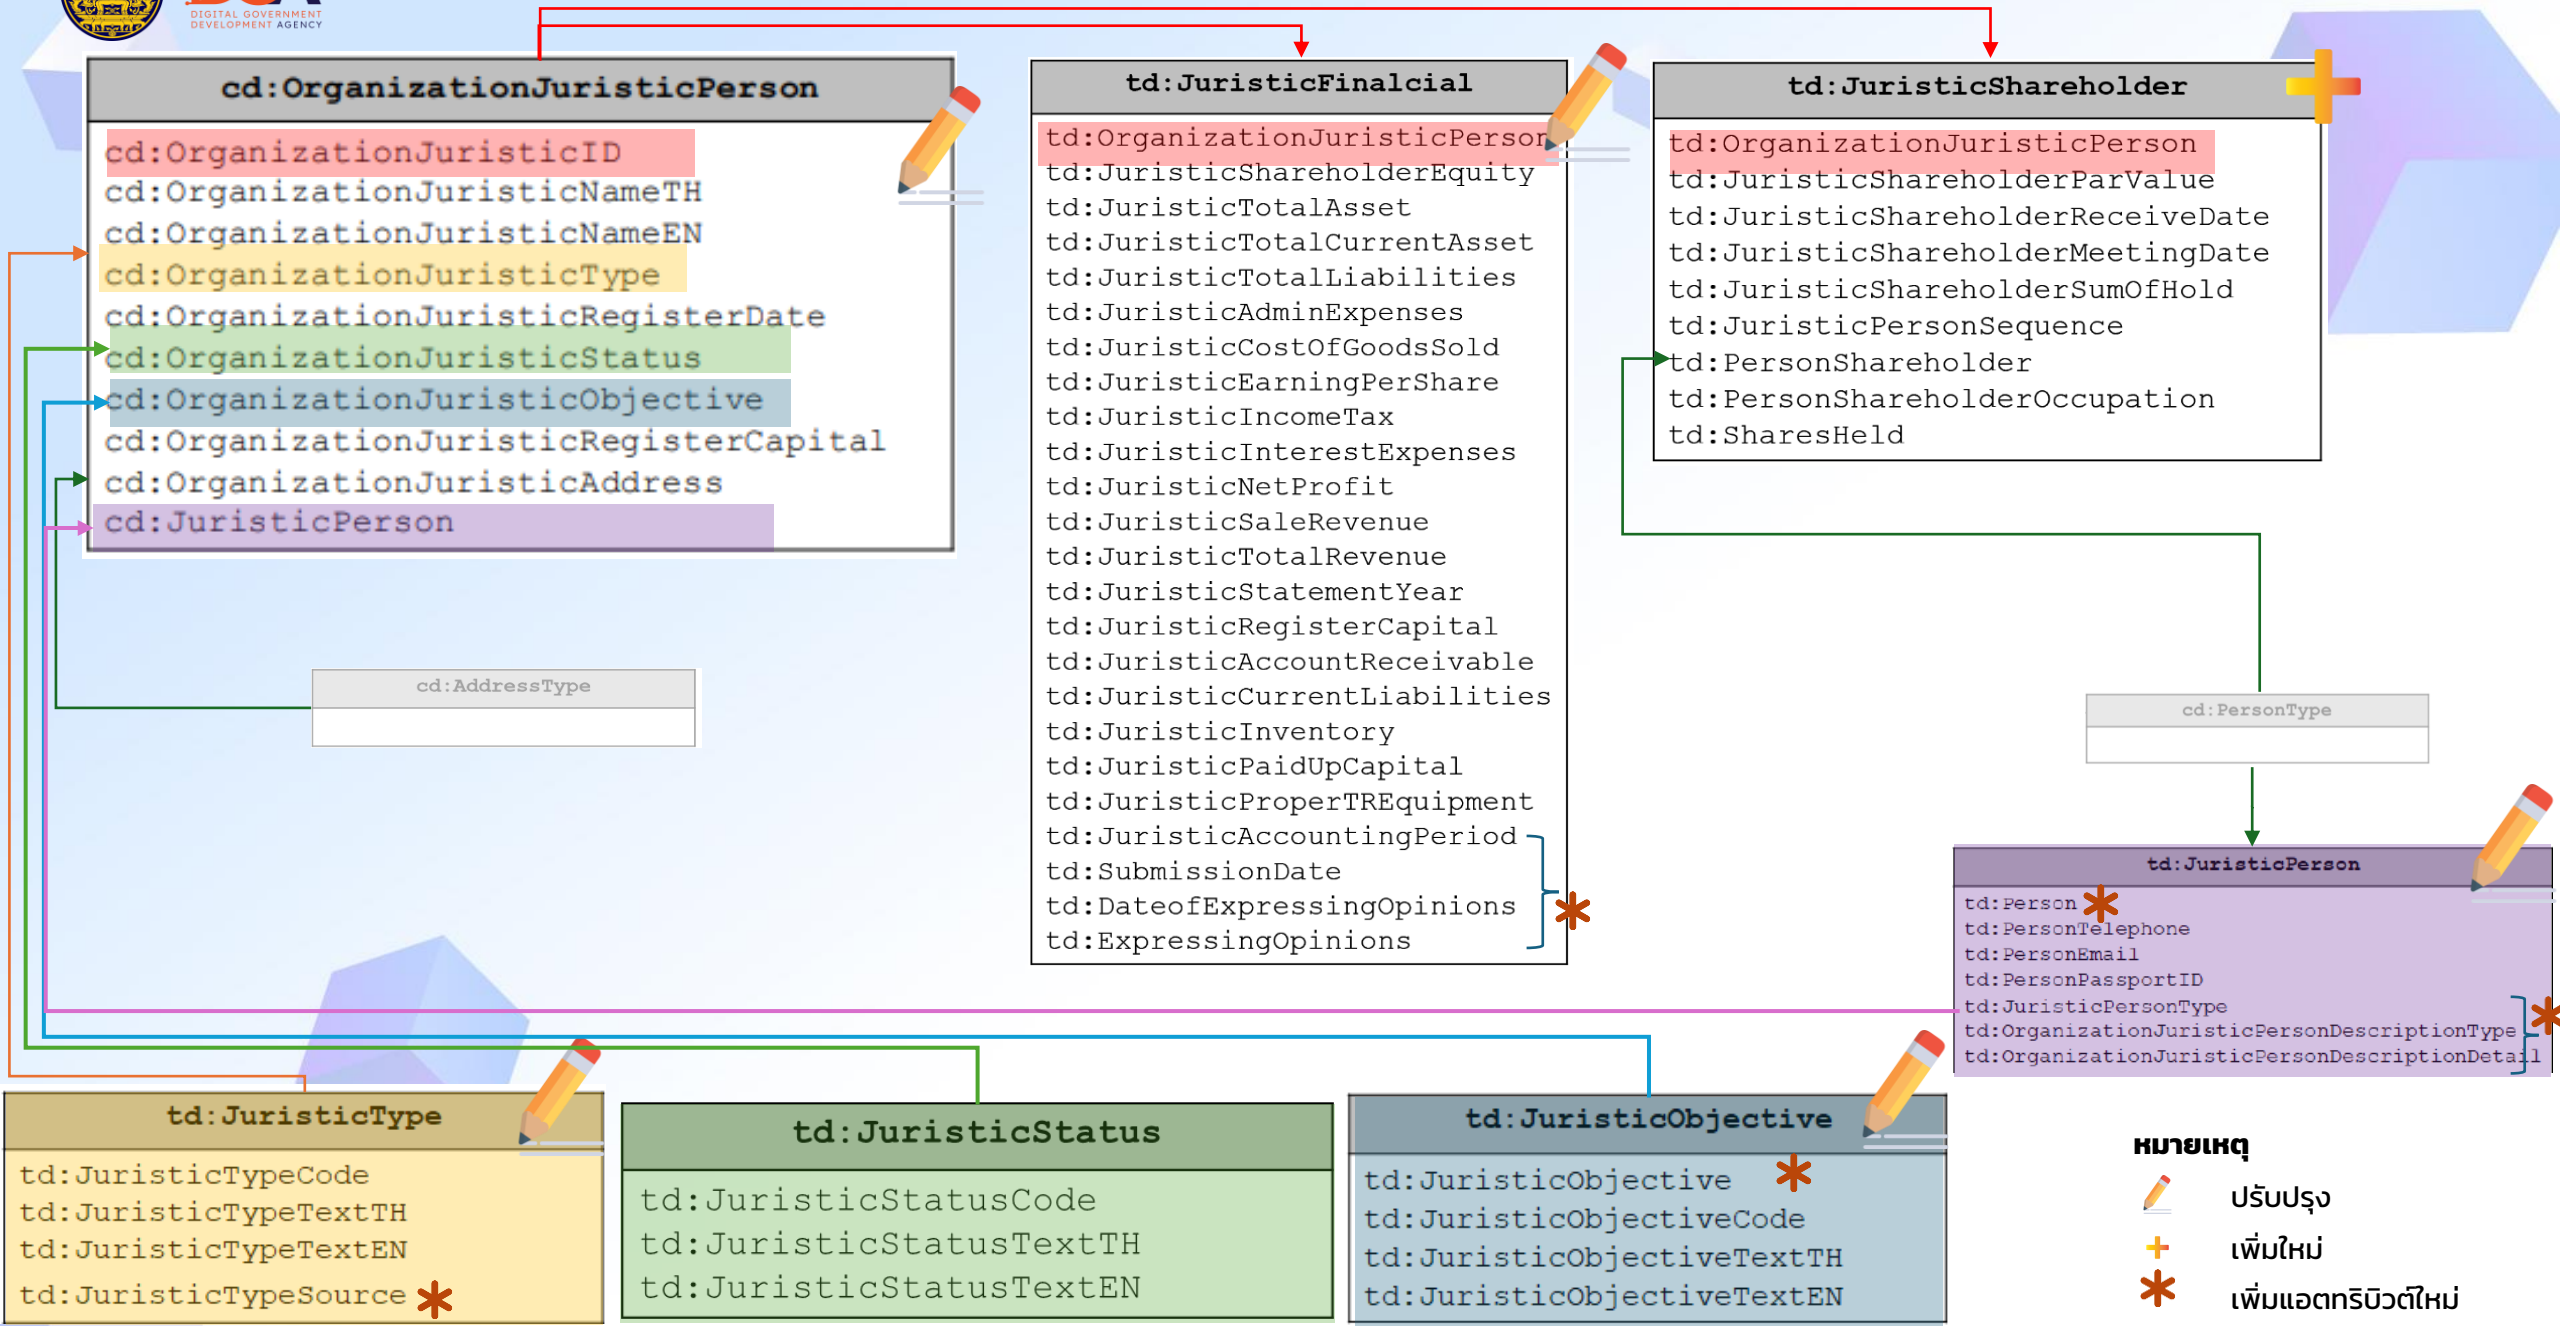 DIGITAL GOVERNMENT
DEVELOPMENT AGENCY
cd:OrganizationJuristicPerson
cd:OrganizationJuristicID
cd:OrganizationJuristicNameTH
cd:OrganizationJuristicNameEN
cd:OrganizationJuristicType
cd:OrganizationJuristicRegisterDate
cd:OrganizationJuristicStatus
cd:OrganizationJuristicObjective
cd:OrganizationJuristicRegisterCapital
cd:OrganizationJuristicAddress
cd:JuristicPerson
td:JuristicFinalcial
td:OrganizationJuristicPerson
td:JuristicShareholderEquity
td:JuristicTotalAsset
td:JuristicTotalCurrentAsset
td:JuristicTotalLiabilities
td:JuristicAdminExpenses
td:JuristicCostOfGoodsSold
td:JuristicEarningPerShare
td:JuristicIncomeTax
td:JuristicInterestExpenses
td:JuristicNetProfit
td:JuristicSaleRevenue
td:JuristicTotalRevenue
td:JuristicStatementYear
td:JuristicRegisterCapital
td:JuristicAccountReceivable
td:JuristicCurrentLiabilities
td:JuristicInventory
td:JuristicPaidUpCapital
td:JuristicProperTREquipment
td:JuristicAccountingPeriod
td:SubmissionDate
td:DateofExpressingOpinions
td:ExpressingOpinions
td:JuristicShareholder
td:OrganizationJuristicPerson
td:JuristicShareholderParValue
td:JuristicShareholderReceiveDate
td:JuristicShareholderMeetingDate
td:JuristicShareholderSumOfHold
td:JuristicPersonSequence
td:PersonShareholder
td:PersonShareholderOccupation
td:SharesHeld
cd:AddressType
cd:PersonType
td:JuristicPerson
td:Person
td:PersonTelephone
td:PersonEmail
td:PersonPassportID
td:JuristicPersonType
td:OrganizationJuristicPersonDescriptionType
td:OrganizationJuristicPersonDescriptionDetail
td:JuristicType
td:JuristicTypeCode
td:JuristicTypeTextTH
td:JuristicTypeTextEN
td:JuristicTypeSource
td:JuristicStatus
td:JuristicStatusCode
td:JuristicStatusTextTH
td:JuristicStatusTextEN
td:JuristicObjective
td:JuristicObjective
td:JuristicObjectiveCode
td:JuristicObjectiveTextTH
td:JuristicObjectiveTextEN
หมายเหตุ
ปรับปรุง
เพิ่มใหม่
เพิ่มแอตทริบิวต์ใหม่